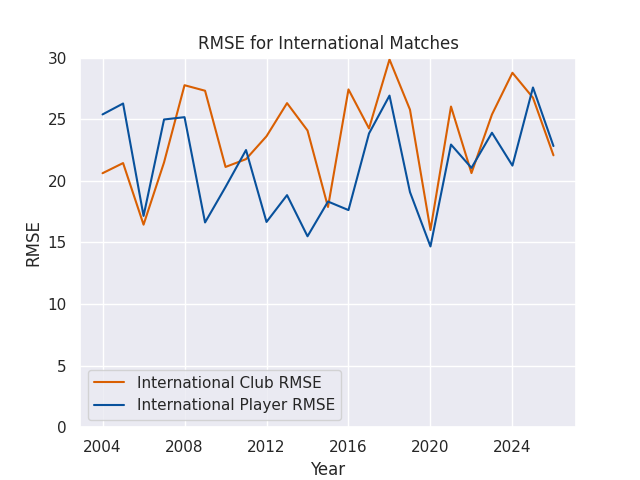 RMSE for International Matches
30
25
20
15
10
5
0
RMSE
International Club RMSE
International Player RMSE
2004 2008 2012 2016 2020 2024
Year